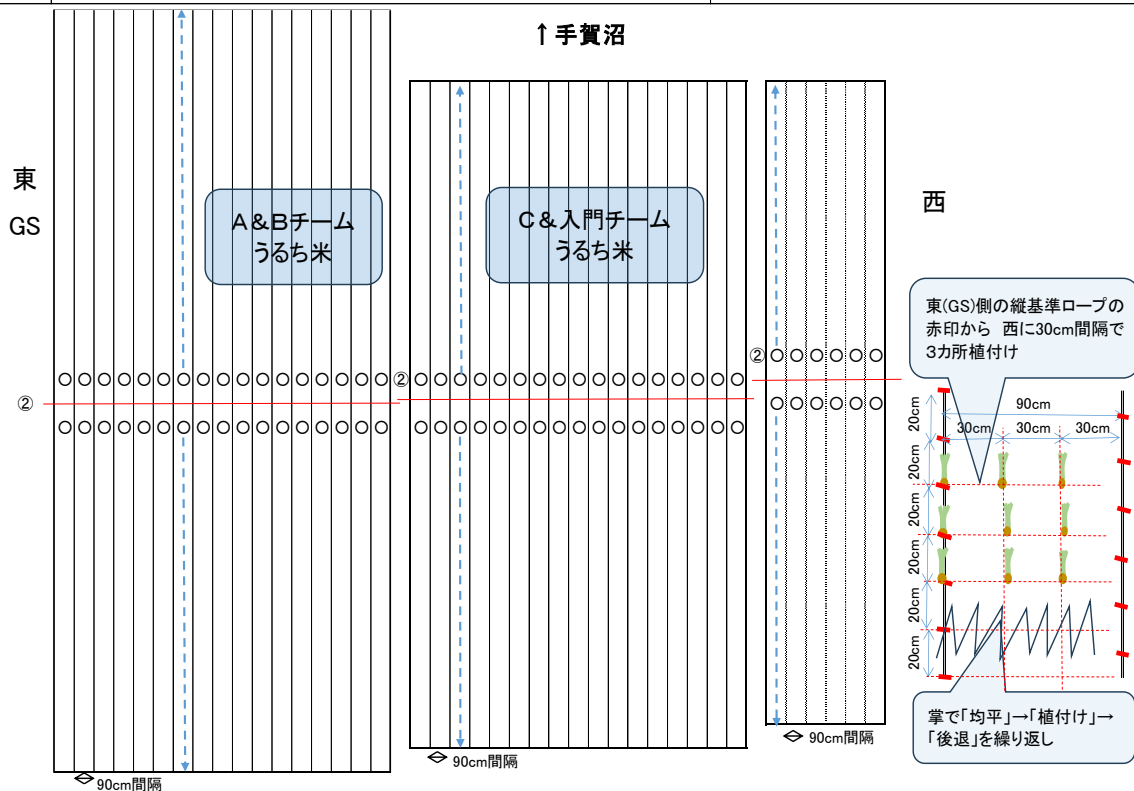 ↑手賀沼
東
GS
A&Bチーム
うるち米
C&入門チーム
うるち米
西
東(GS)側の縦基準ロープの
赤印から 西に30cm間隔で
3カ所植付け
②
②
②
90cm
30cm
30cm
30cm
20cm
20cm
20cm
20cm
20cm
20cm
掌で「均平」→「植付け」→
「後退」を繰り返し
90cm間隔
90cm間隔
90cm間隔